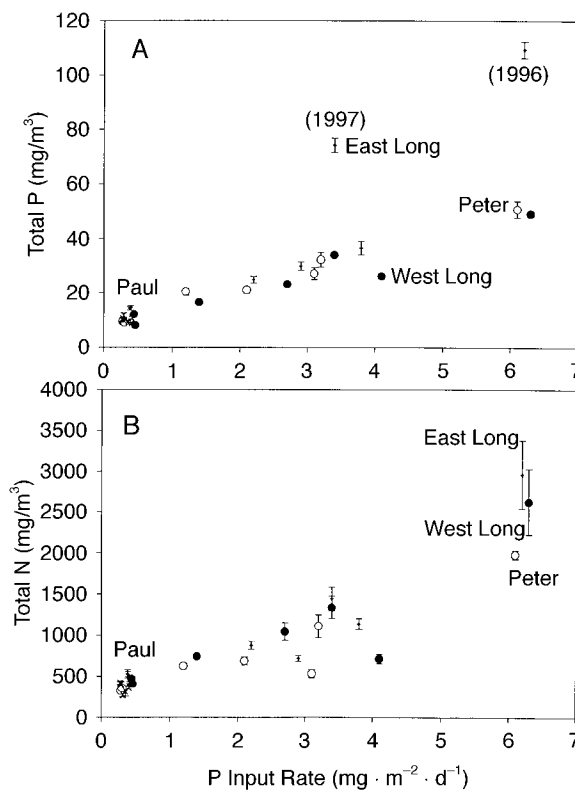 A
120
100
80
60
40
20
0
Total P (mg/m³)
(1996)
(1997)
East Long
Peter
West Long
Paul
0 1 2 3 4 5 6 7
B
4000
3500
3000
2500
2000
1500
1000
500
0
Total N (mg/m³)
East Long
West Long
Peter
Paul
0 1 2 3 4 5 6 7
P Input Rate (mg · m⁻² · d⁻¹)